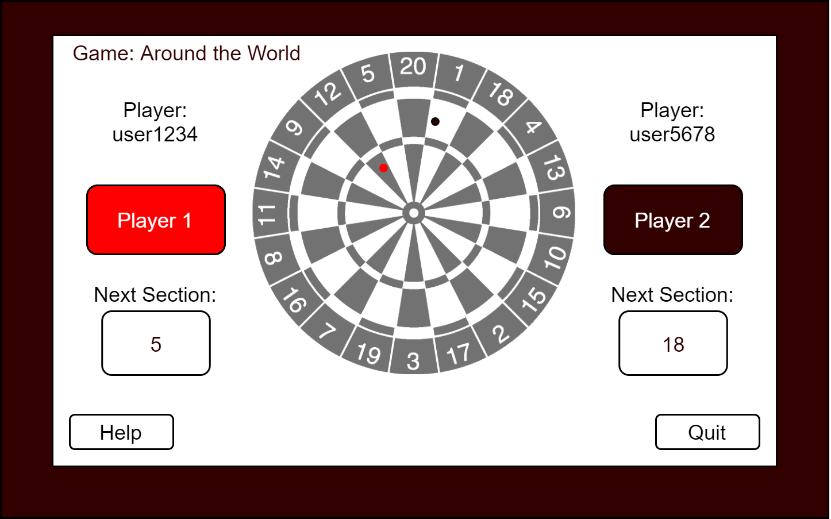 Game: Around the World
Player:
user1234
Player 1
Next Section:
5
Help
20
1
18
4
13
6
10
15
2
17
3
19
7
16
8
11
14
9
12
5
Player:
user5678
Player 2
Next Section:
18
Quit